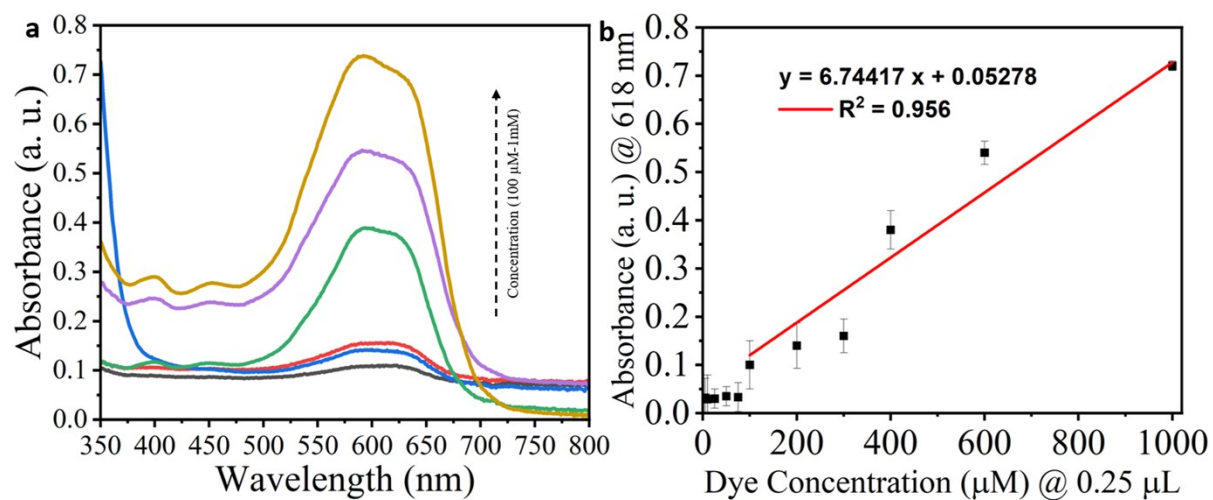 a
0.8
0.7
0.6
0.5
0.4
0.3
0.2
0.1
0.0
Absorbance (a. u.)
Concentration (100 µM-1mM)
350 400 450 500 550 600 650 700 750 800
Wavelength (nm)
b
0.8
0.7
0.6
0.5
0.4
0.3
0.2
0.1
0.0
Absorbance (a. u.) @ 618 nm
y = 6.74417 x + 0.05278
R² = 0.956
0 200 400 600 800 1000
Dye Concentration (µM) @ 0.25 µL